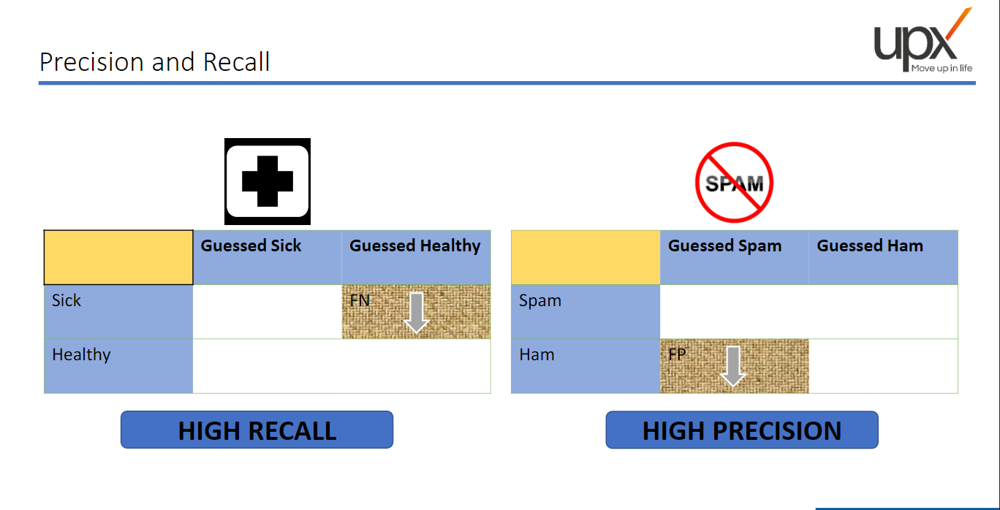 Precision and Recall
upx
Move up in life
SPAM
Guessed Sick Guessed Healthy
Sick FN
Healthy
HIGH RECALL
Guessed Spam Guessed Ham
Spam
Ham FP
HIGH PRECISION